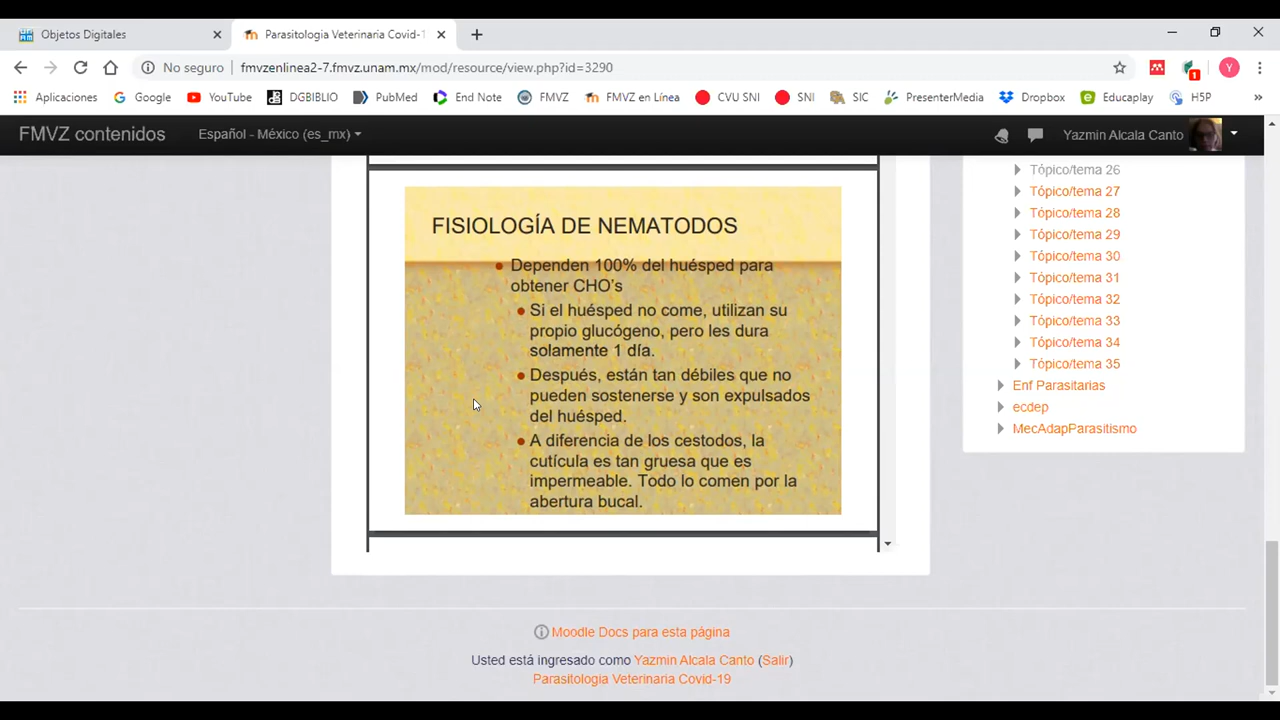 Objetos Digitales
Parasitologia Veterinaria Covid-1
No seguro
fmvzenlinea2-7.fmvz.unam.mx/mod/resource/view.php?id=3290
1
Y
Aplicaciones
Google
YouTube
DGBIBLIO
PubMed
End Note
FMVZ
FMVZ en Línea
CVU SNI
SNI
SIC
PresenterMedia
Dropbox
Educaplay
H5P
»
FMVZ contenidos
Español - México (es_mx)
Yazmin Alcala Canto
FISIOLOGÍA DE NEMATODOS
Dependen 100% del huésped para
obtener CHO's
Si el huésped no come, utilizan su
propio glucógeno, pero les dura
solamente 1 día.
Después, están tan débiles que no
pueden sostenerse y son expulsados
del huésped.
A diferencia de los cestodos, la
cutícula es tan gruesa que es
impermeable. Todo lo comen por la
abertura bucal.
Tópico/tema 26
Tópico/tema 27
Tópico/tema 28
Tópico/tema 29
Tópico/tema 30
Tópico/tema 31
Tópico/tema 32
Tópico/tema 33
Tópico/tema 34
Tópico/tema 35
Enf Parasitarias
ecdep
MecAdapParasitismo
Moodle Docs para esta página
Usted está ingresado como Yazmin Alcala Canto (Salir)
Parasitologia Veterinaria Covid-19